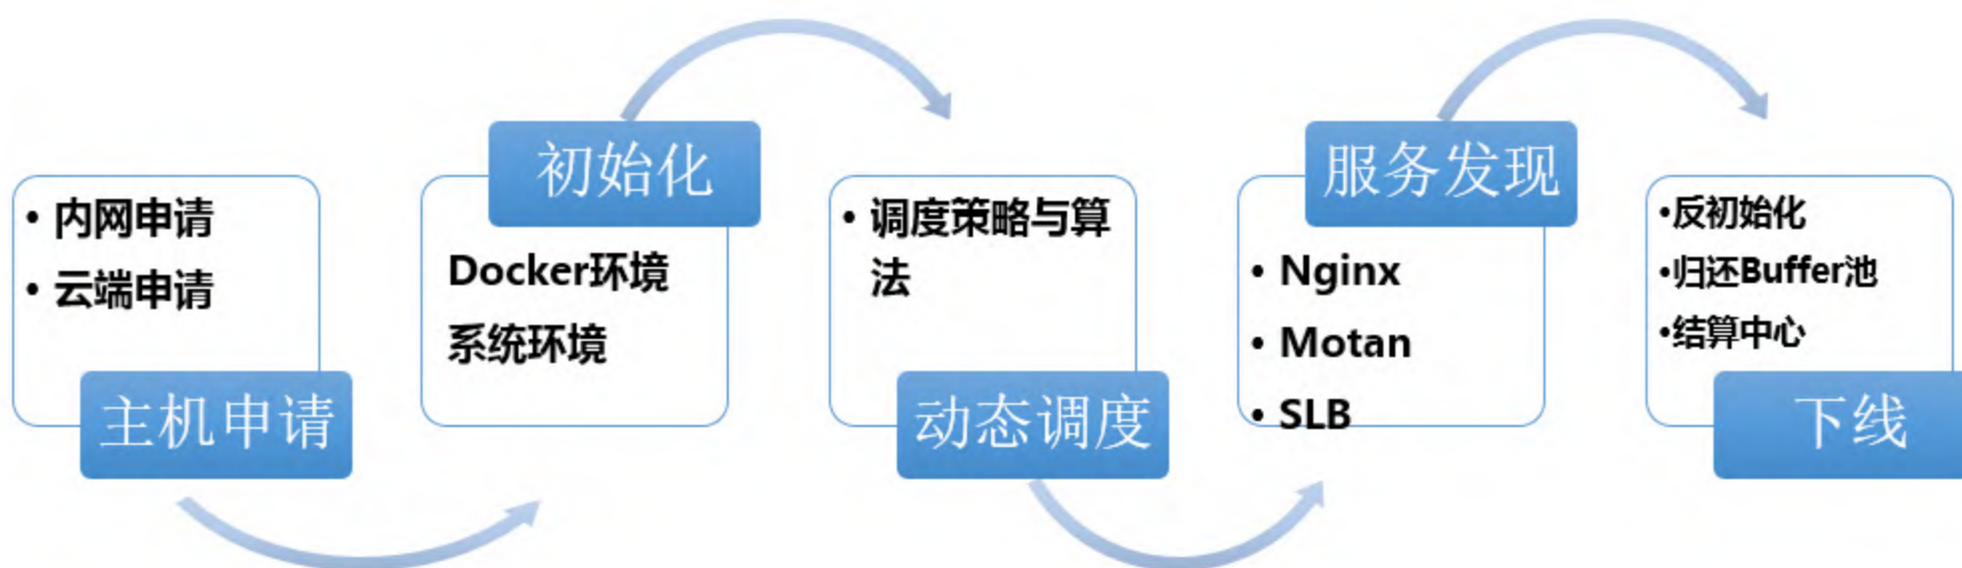 • 内网申请
• 云端申请
主机申请
初始化
Docker环境
系统环境
• 调度策略与算
法
动态调度
服务发现
• Nginx
• Motan
• SLB
•反初始化
•归还Buffer池
•结算中心
下线